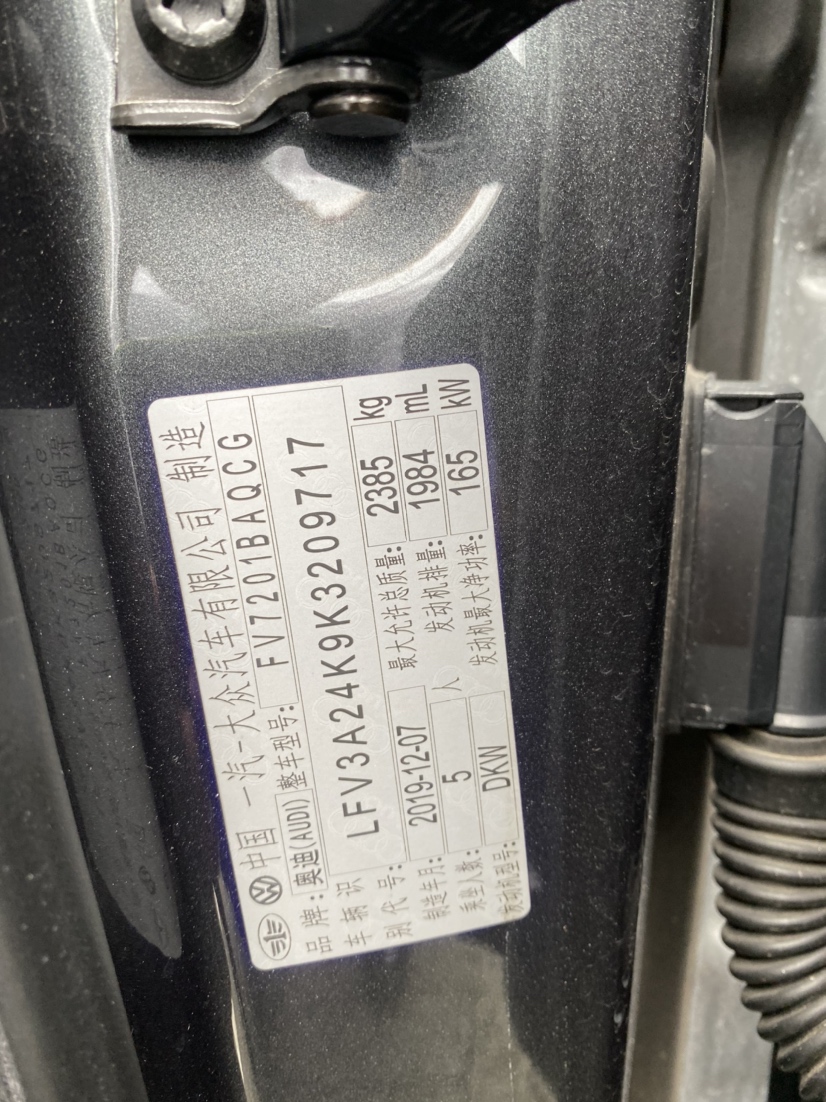 中国 一汽-大众汽车有限公司 制造
品牌: 奥迪(AUDI) 整车型号: FV7201BAQCG
车辆识别代号: LFV3A24K9K3209717
制造年月: 2019-12-07 最大允许总质量: 2385 kg
乘坐人数: 5 人 发动机排量: 1984 mL
发动机型号: DKW 发动机最大净功率: 165 kW